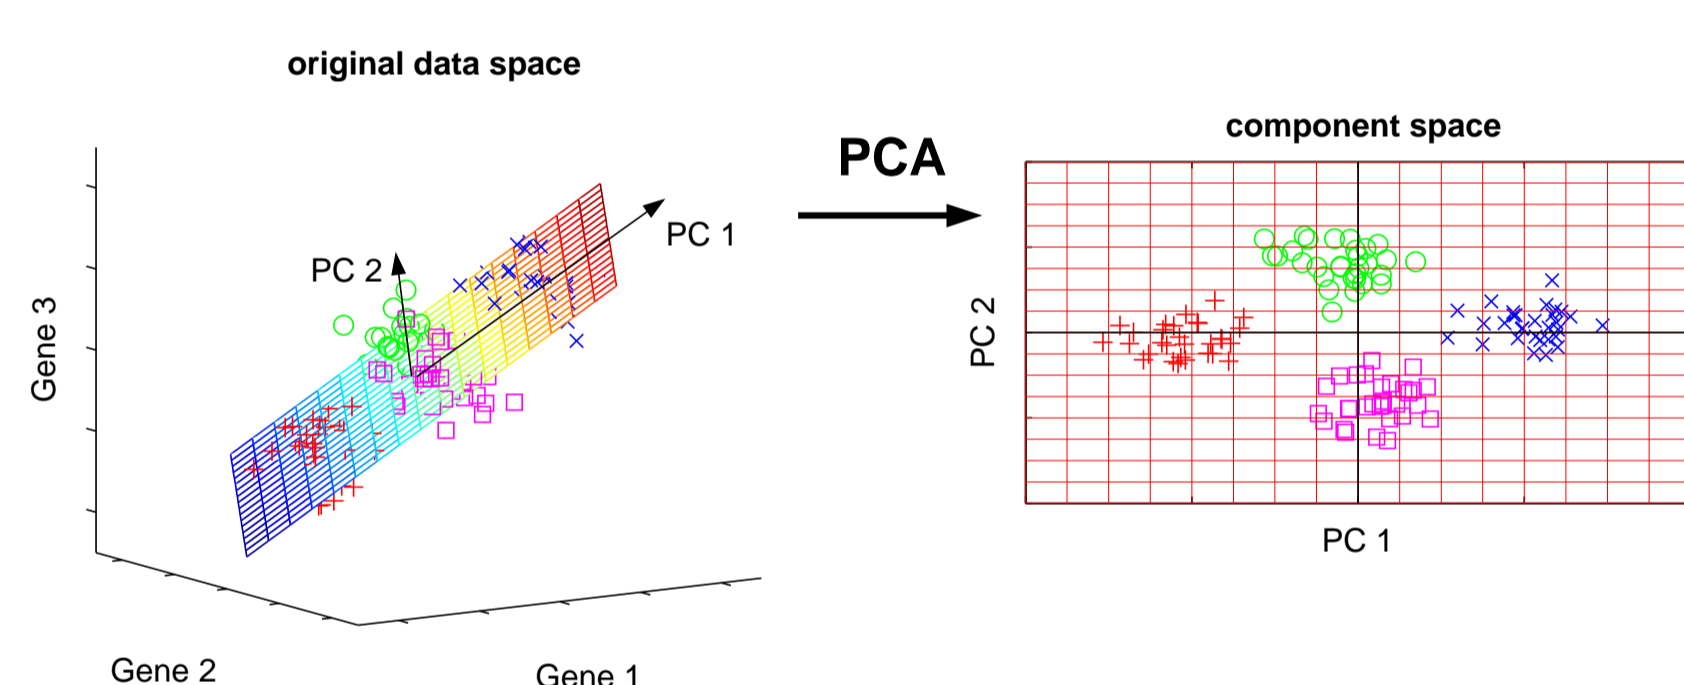 original data space
PCA
component space
PC 1
PC 2
Gene 3
PC 2
PC 1
Gene 2
Gene 1